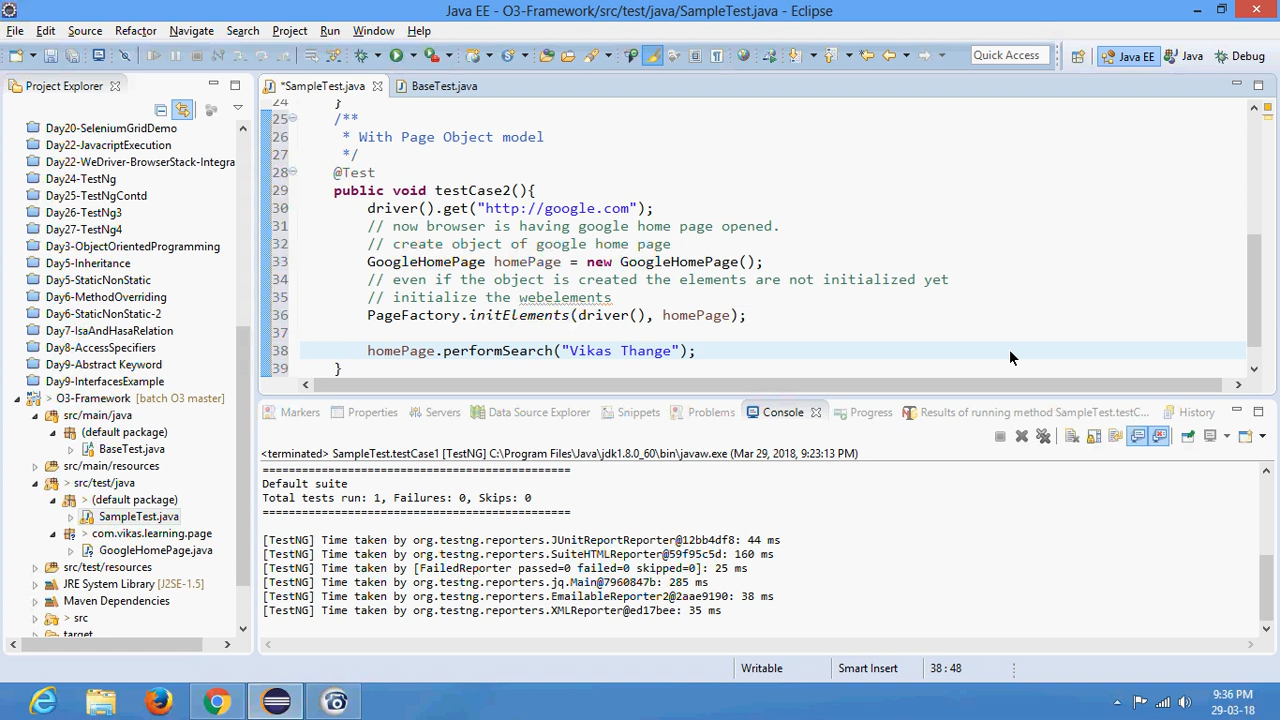 Java EE - O3-Framework/src/test/java/SampleTest.java - Eclipse
File Edit Source Refactor Navigate Search Project Run Window Help
Quick Access
Java EE
Java
Debug
Project Explorer
*SampleTest.java
BaseTest.java
Day20-SeleniumGridDemo
Day22-JavacriptExecution
Day22-WeDriver-BrowserStack-Integra
Day24-TestNg
Day25-TestNgContd
Day26-TestNg3
Day27-TestNg4
Day3-ObjectOrientedProgramming
Day5-Inheritance
Day5-StaticNonStatic
Day6-MethodOverriding
Day6-StaticNonStatic-2
Day7-IsaAndHasaRelation
Day8-AccessSpecifiers
Day9-Abstract Keyword
Day9-InterfacesExample
> O3-Framework [batch O3 master]
src/main/java
(default package)
BaseTest.java
src/main/resources
> src/test/java
> (default package)
SampleTest.java
> com.vikas.learning.page
GoogleHomePage.java
src/test/resources
JRE System Library [J2SE-1.5]
Maven Dependencies
> src
target
24 }
25 /**
26 * With Page Object model
27 */
28 @Test
29 public void testCase2(){
30 driver().get("http://google.com");
31 // now browser is having google home page opened.
32 // create object of google home page
33 GoogleHomePage homePage = new GoogleHomePage();
34 // even if the object is created the elements are not initialized yet
35 // initialize the webelements
36 PageFactory.initElements(driver(), homePage);
37
38 homePage.performSearch("Vikas Thange");
39 }
Markers Properties Servers Data Source Explorer Snippets Problems Console Progress Results of running method SampleTest.testC... History
<terminated> SampleTest.testCase1 [TestNG] C:\Program Files\Java\jdk1.8.0_60\bin\javaw.exe (Mar 29, 2018, 9:23:13 PM)
===============================================
Default suite
Total tests run: 1, Failures: 0, Skips: 0
===============================================
[TestNG] Time taken by org.testng.reporters.JUnitReportReporter@12bb4df8: 44 ms
[TestNG] Time taken by org.testng.reporters.SuiteHTMLReporter@59f95c5d: 160 ms
[TestNG] Time taken by [FailedReporter passed=0 failed=0 skipped=0]: 25 ms
[TestNG] Time taken by org.testng.reporters.jq.Main@7960847b: 285 ms
[TestNG] Time taken by org.testng.reporters.EmailableReporter2@2aae9190: 38 ms
[TestNG] Time taken by org.testng.reporters.XMLReporter@ed17bee: 35 ms
Writable
Smart Insert
38 : 48
9:36 PM
29-03-18